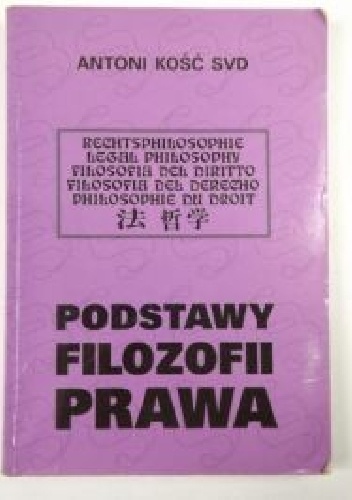 ANTONI KOŚĆ SVD
RECHTSPHILOSOPHIE
LEGAL PHILOSOPHY
FILOSOFIA DEL DIRITTO
FILOSOFIA DEL DERECHO
PHILOSOPHIE DU DROIT
法 哲学
PODSTAWY
FILOZOFII
PRAWA